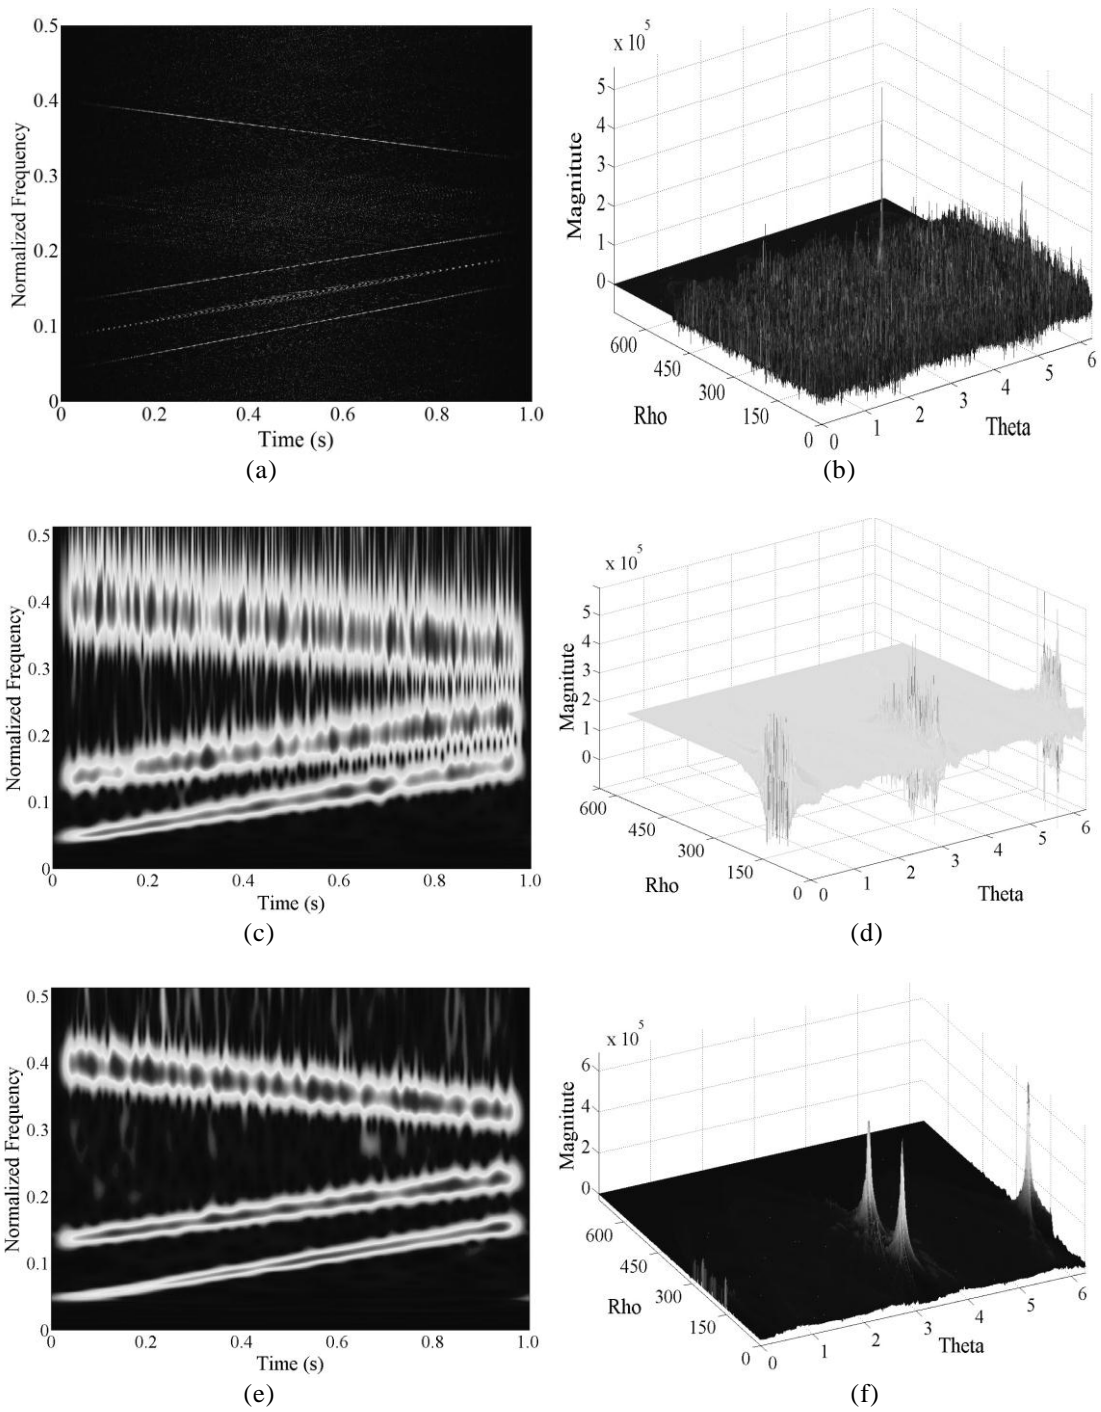 0.5
0.4
0.3
0.2
0.1
0
Normalized Frequency
0 0.2 0.4 0.6 0.8 1.0
Time (s)
(a)
x 10^5
5
4
3
2
1
0
Magnitute
600
450
300
150
0
Rho
0 1 2 3 4 5 6
Theta
(b)
0.5
0.4
0.3
0.2
0.1
0
Normalized Frequency
0 0.2 0.4 0.6 0.8 1.0
Time (s)
(c)
x 10^5
5
4
3
2
1
0
Magnitute
600
450
300
150
0
Rho
0 1 2 3 4 5 6
Theta
(d)
0.5
0.4
0.3
0.2
0.1
0
Normalized Frequency
0 0.2 0.4 0.6 0.8 1.0
Time (s)
(e)
x 10^5
6
4
2
0
Magnitute
600
450
300
150
0
Rho
0 1 2 3 4 5 6
Theta
(f)